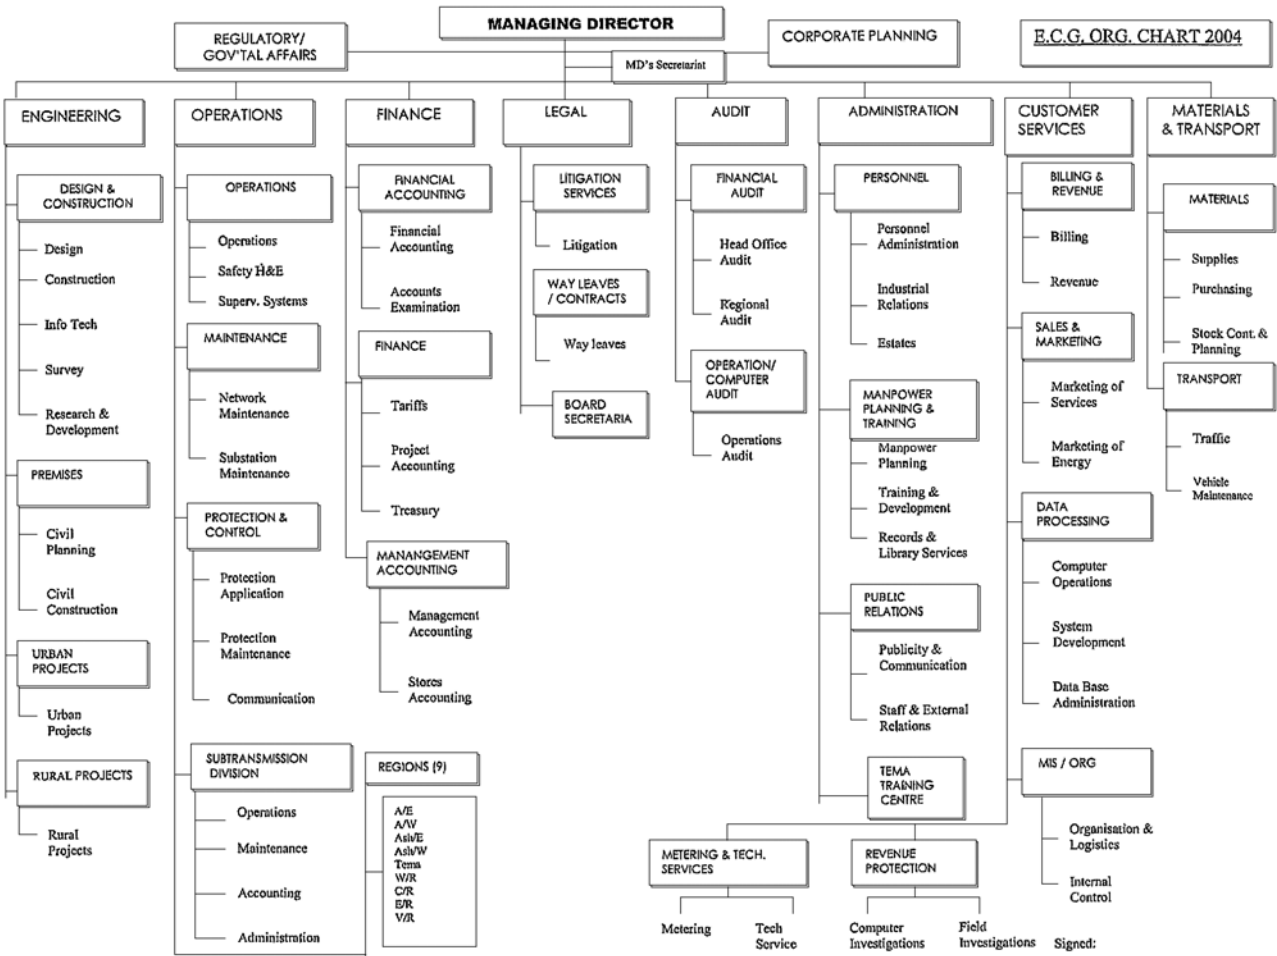 MANAGING DIRECTOR
REGULATORY/
GOV'TAL AFFAIRS
CORPORATE PLANNING
E.C.G. ORG. CHART 2004
MD's Secretariat
ENGINEERING
OPERATIONS
FINANCE
LEGAL
AUDIT
ADMINISTRATION
CUSTOMER
SERVICES
MATERIALS
& TRANSPORT
DESIGN &
CONSTRUCTION
Design
Construction
Info Tech
Survey
Research &
Development
PREMISES
Civil
Planning
Civil
Construction
URBAN
PROJECTS
Urban
Projects
RURAL PROJECTS
Rural
Projects
OPERATIONS
Operations
Safety H&E
Superv. Systems
MAINTENANCE
Network
Maintenance
Substation
Maintenance
PROTECTION &
CONTROL
Protection
Application
Protection
Maintenance
Communication
SUBTRANSMISSION
DIVISION
Operations
Maintenance
Accounting
Administration
REGIONS (9)
A/E
A/W
Ash/E
Ash/W
Tema
W/R
C/R
E/R
V/R
FINANCIAL
ACCOUNTING
Financial
Accounting
Accounts
Examination
FINANCE
Tariffs
Project
Accounting
Treasury
MANANGEMENT
ACCOUNTING
Management
Accounting
Stores
Accounting
LITIGATION
SERVICES
Litigation
WAY LEAVES
/ CONTRACTS
Way leaves
BOARD
SECRETARIA
FINANCIAL
AUDIT
Head Office
Audit
Regional
Audit
OPERATION/
COMPUTER
AUDIT
Operations
Audit
PERSONNEL
Personnel
Administration
Industrial
Relations
Estates
MANPOWER
PLANNING &
TRAINING
Manpower
Planning
Training &
Development
Records &
Library Services
PUBLIC
RELATIONS
Publicity &
Communication
Staff & External
Relations
TEMA
TRAINING
CENTRE
BILLING &
REVENUE
Billing
Revenue
SALES &
MARKETING
Marketing of
Services
Marketing of
Energy
DATA
PROCESSING
Computer
Operations
System
Development
Data Base
Administration
MIS / ORG
Organisation &
Logistics
Internal
Control
METERING & TECH.
SERVICES
Metering
Tech
Service
REVENUE
PROTECTION
Computer
Investigations
Field
Investigations
MATERIALS
Supplies
Purchasing
Stock Cont. &
Planning
TRANSPORT
Traffic
Vehicle
Maintenance
Signed: